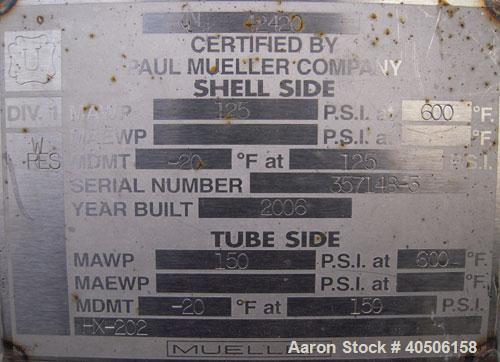 U
42420
CERTIFIED BY
PAUL MUELLER COMPANY
SHELL SIDE
DIV. 1
MAWP 125 P.S.I. at 600 °F.
MAEWP P.S.I. at °F.
W
RES
MDMT -20 °F at 125 P.S.I.
SERIAL NUMBER 357148-5
YEAR BUILT 2006
TUBE SIDE
MAWP 150 P.S.I. at 600 °F.
MAEWP P.S.I. at °F.
MDMT -20 °F at 150 P.S.I.
HX-202
MUELLER
Aaron Stock # 40506158